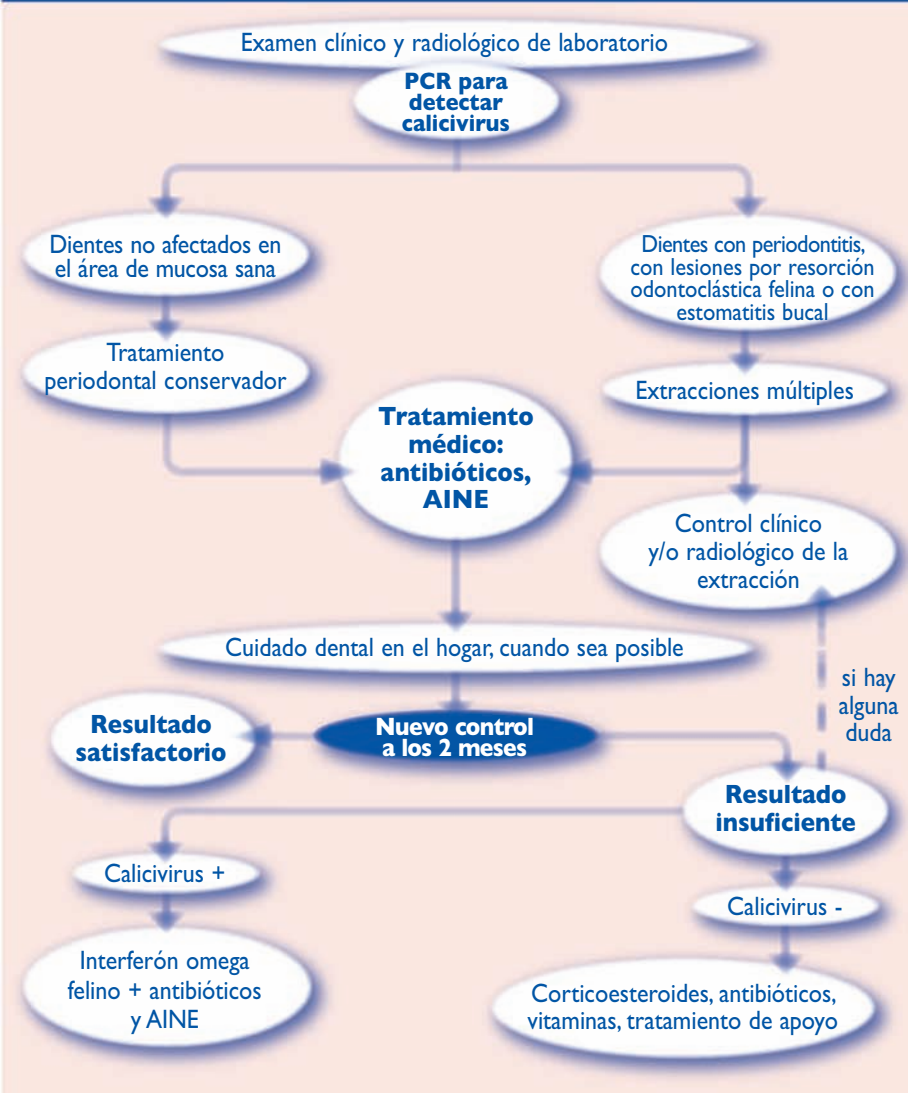 Examen clínico y radiológico de laboratorio
PCR para
detectar
calicivirus
Dientes no afectados en
el área de mucosa sana
Dientes con periodontitis,
con lesiones por resorción
odontoclástica felina o con
estomatitis bucal
Tratamiento
periodontal conservador
Extracciones múltiples
Tratamiento
médico:
antibióticos,
AINE
Control clínico
y/o radiológico de la
extracción
Cuidado dental en el hogar, cuando sea posible
si hay
alguna
duda
Resultado
satisfactorio
Nuevo control
a los 2 meses
Resultado
insuficiente
Calicivirus +
Calicivirus -
Interferón omega
felino + antibióticos
y AINE
Corticoesteroides, antibióticos,
vitaminas, tratamiento de apoyo